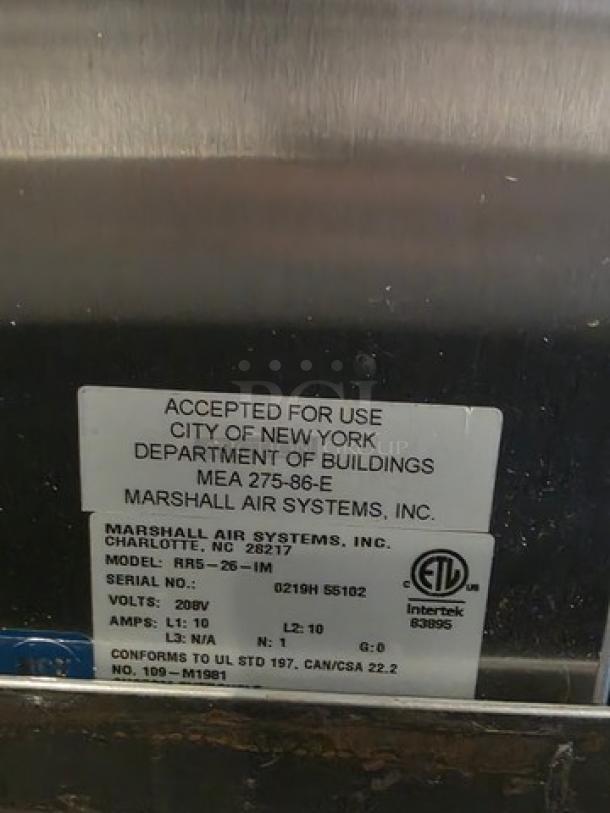 ACCEPTED FOR USE
CITY OF NEW YORK
DEPARTMENT OF BUILDINGS
MEA 275-86-E
MARSHALL AIR SYSTEMS, INC.
MARSHALL AIR SYSTEMS, INC.
CHARLOTTE, NC 28217
MODEL: RR5-26-IM
SERIAL NO.: 0219H 55102
VOLTS: 208V
AMPS: L1: 10 L2: 10
L3: N/A N: 1 G: 0
CONFORMS TO UL STD 197, CAN/CSA 22.2
NO. 109-M1981
C ETL US
Intertek
83895
GROUP